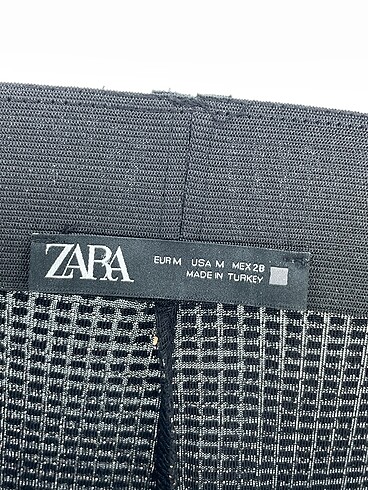 ZARA
EUR M USA M MEX 28
MADE IN TURKEY